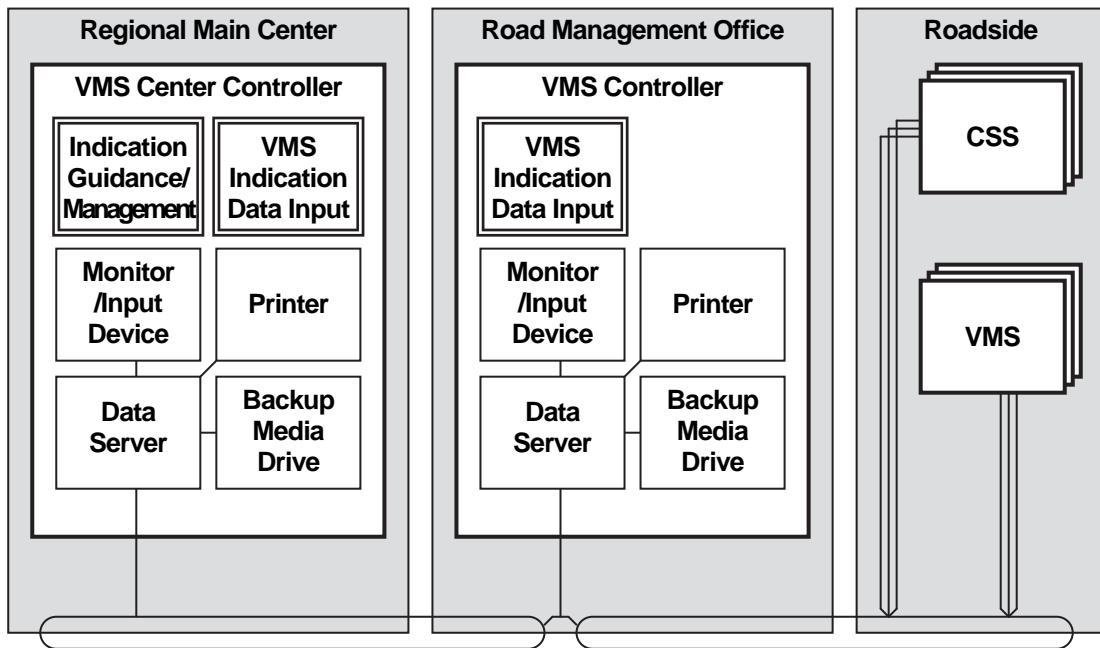 Regional Main Center
VMS Center Controller
Indication
Guidance/
Management
VMS
Indication
Data Input
Monitor
/Input
Device
Printer
Data
Server
Backup
Media
Drive
Road Management Office
VMS Controller
VMS
Indication
Data Input
Monitor
/Input
Device
Printer
Data
Server
Backup
Media
Drive
Roadside
CSS
VMS